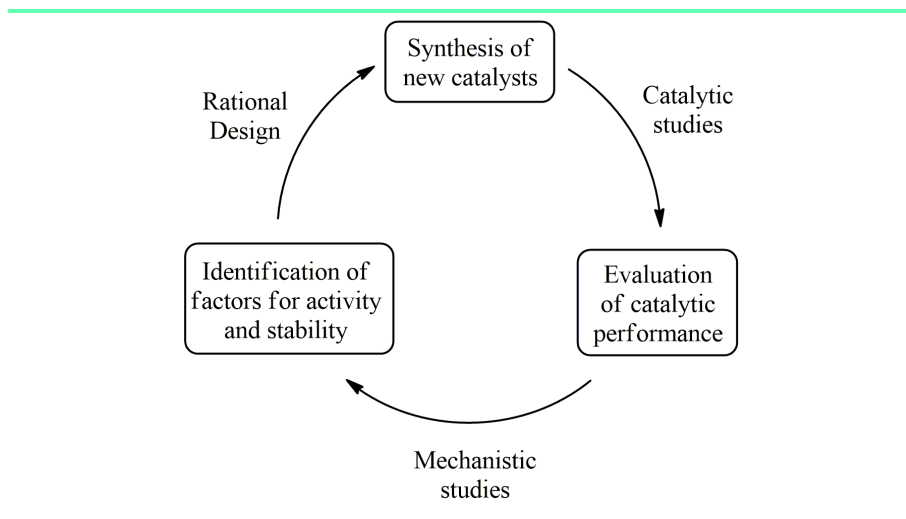 Synthesis of
new catalysts
Catalytic
studies
Evaluation
of catalytic
performance
Mechanistic
studies
Identification of
factors for activity
and stability
Rational
Design